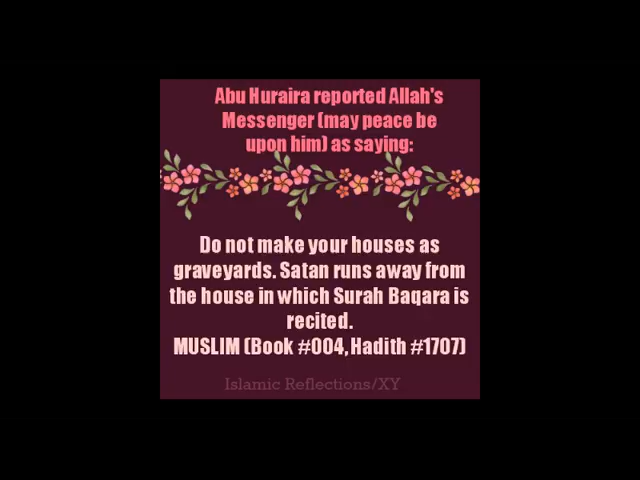 Abu Huraira reported Allah's
Messenger (may peace be
upon him) as saying:
Do not make your houses as
graveyards. Satan runs away from
the house in which Surah Baqara is
recited.
MUSLIM (Book #004, Hadith #1707)
Islamic Reflections/XY